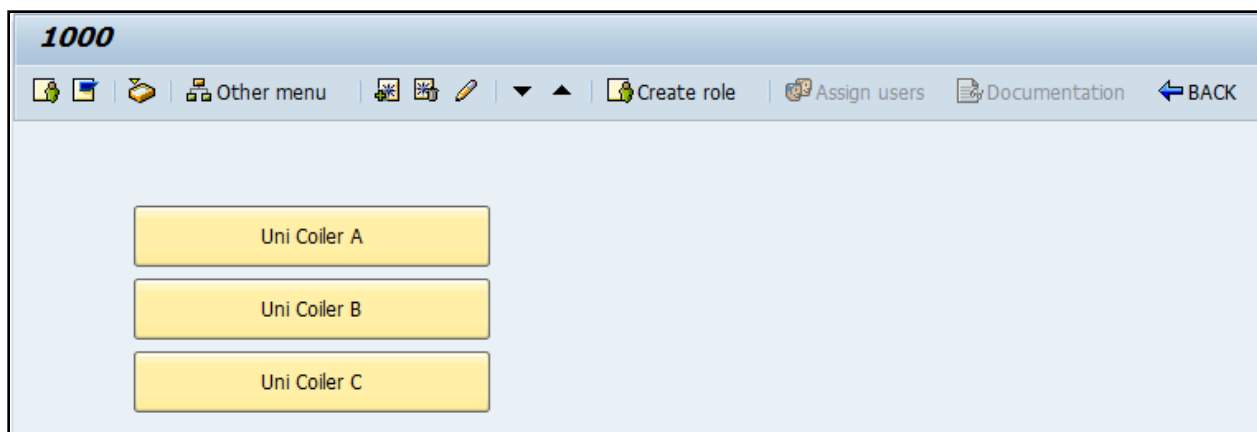 1000
Other menu Create role Assign users Documentation BACK
Uni Coiler A
Uni Coiler B
Uni Coiler C